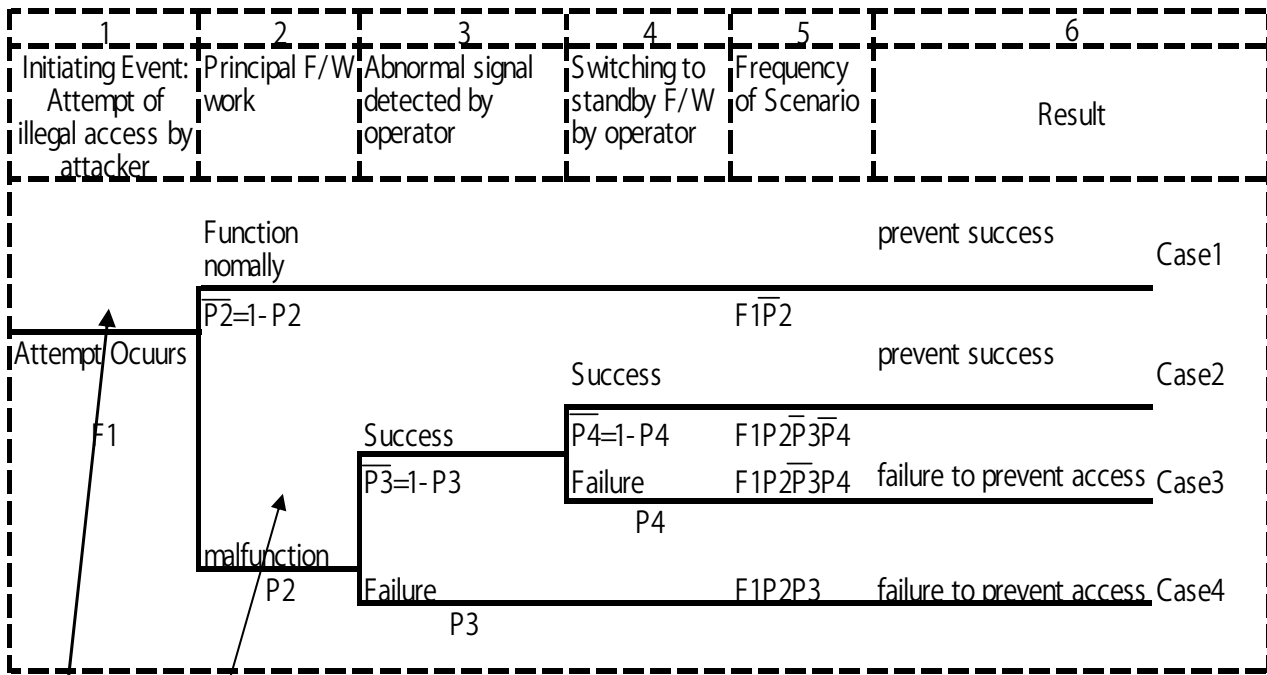 1
2
3
4
5
6
Initiating Event:
Attempt of
illegal access by
attacker
Principal F/W
work
Abnormal signal
detected by
operator
Switching to
standby F/W
by operator
Frequency
of Scenario
Result
Function
nomally
prevent success
Case1
P̅2̅=1-P2
F1P̅2̅
Attempt Ocuurs
prevent success
Success
Case2
F1
Success
P̅4̅=1-P4
F1P2P̅3P̅4
P̅3̅=1-P3
Failure
F1P2P̅3̅P4
failure to prevent access
Case3
P4
malfunction
P2
Failure
F1P2P3
failure to prevent access
Case4
P3